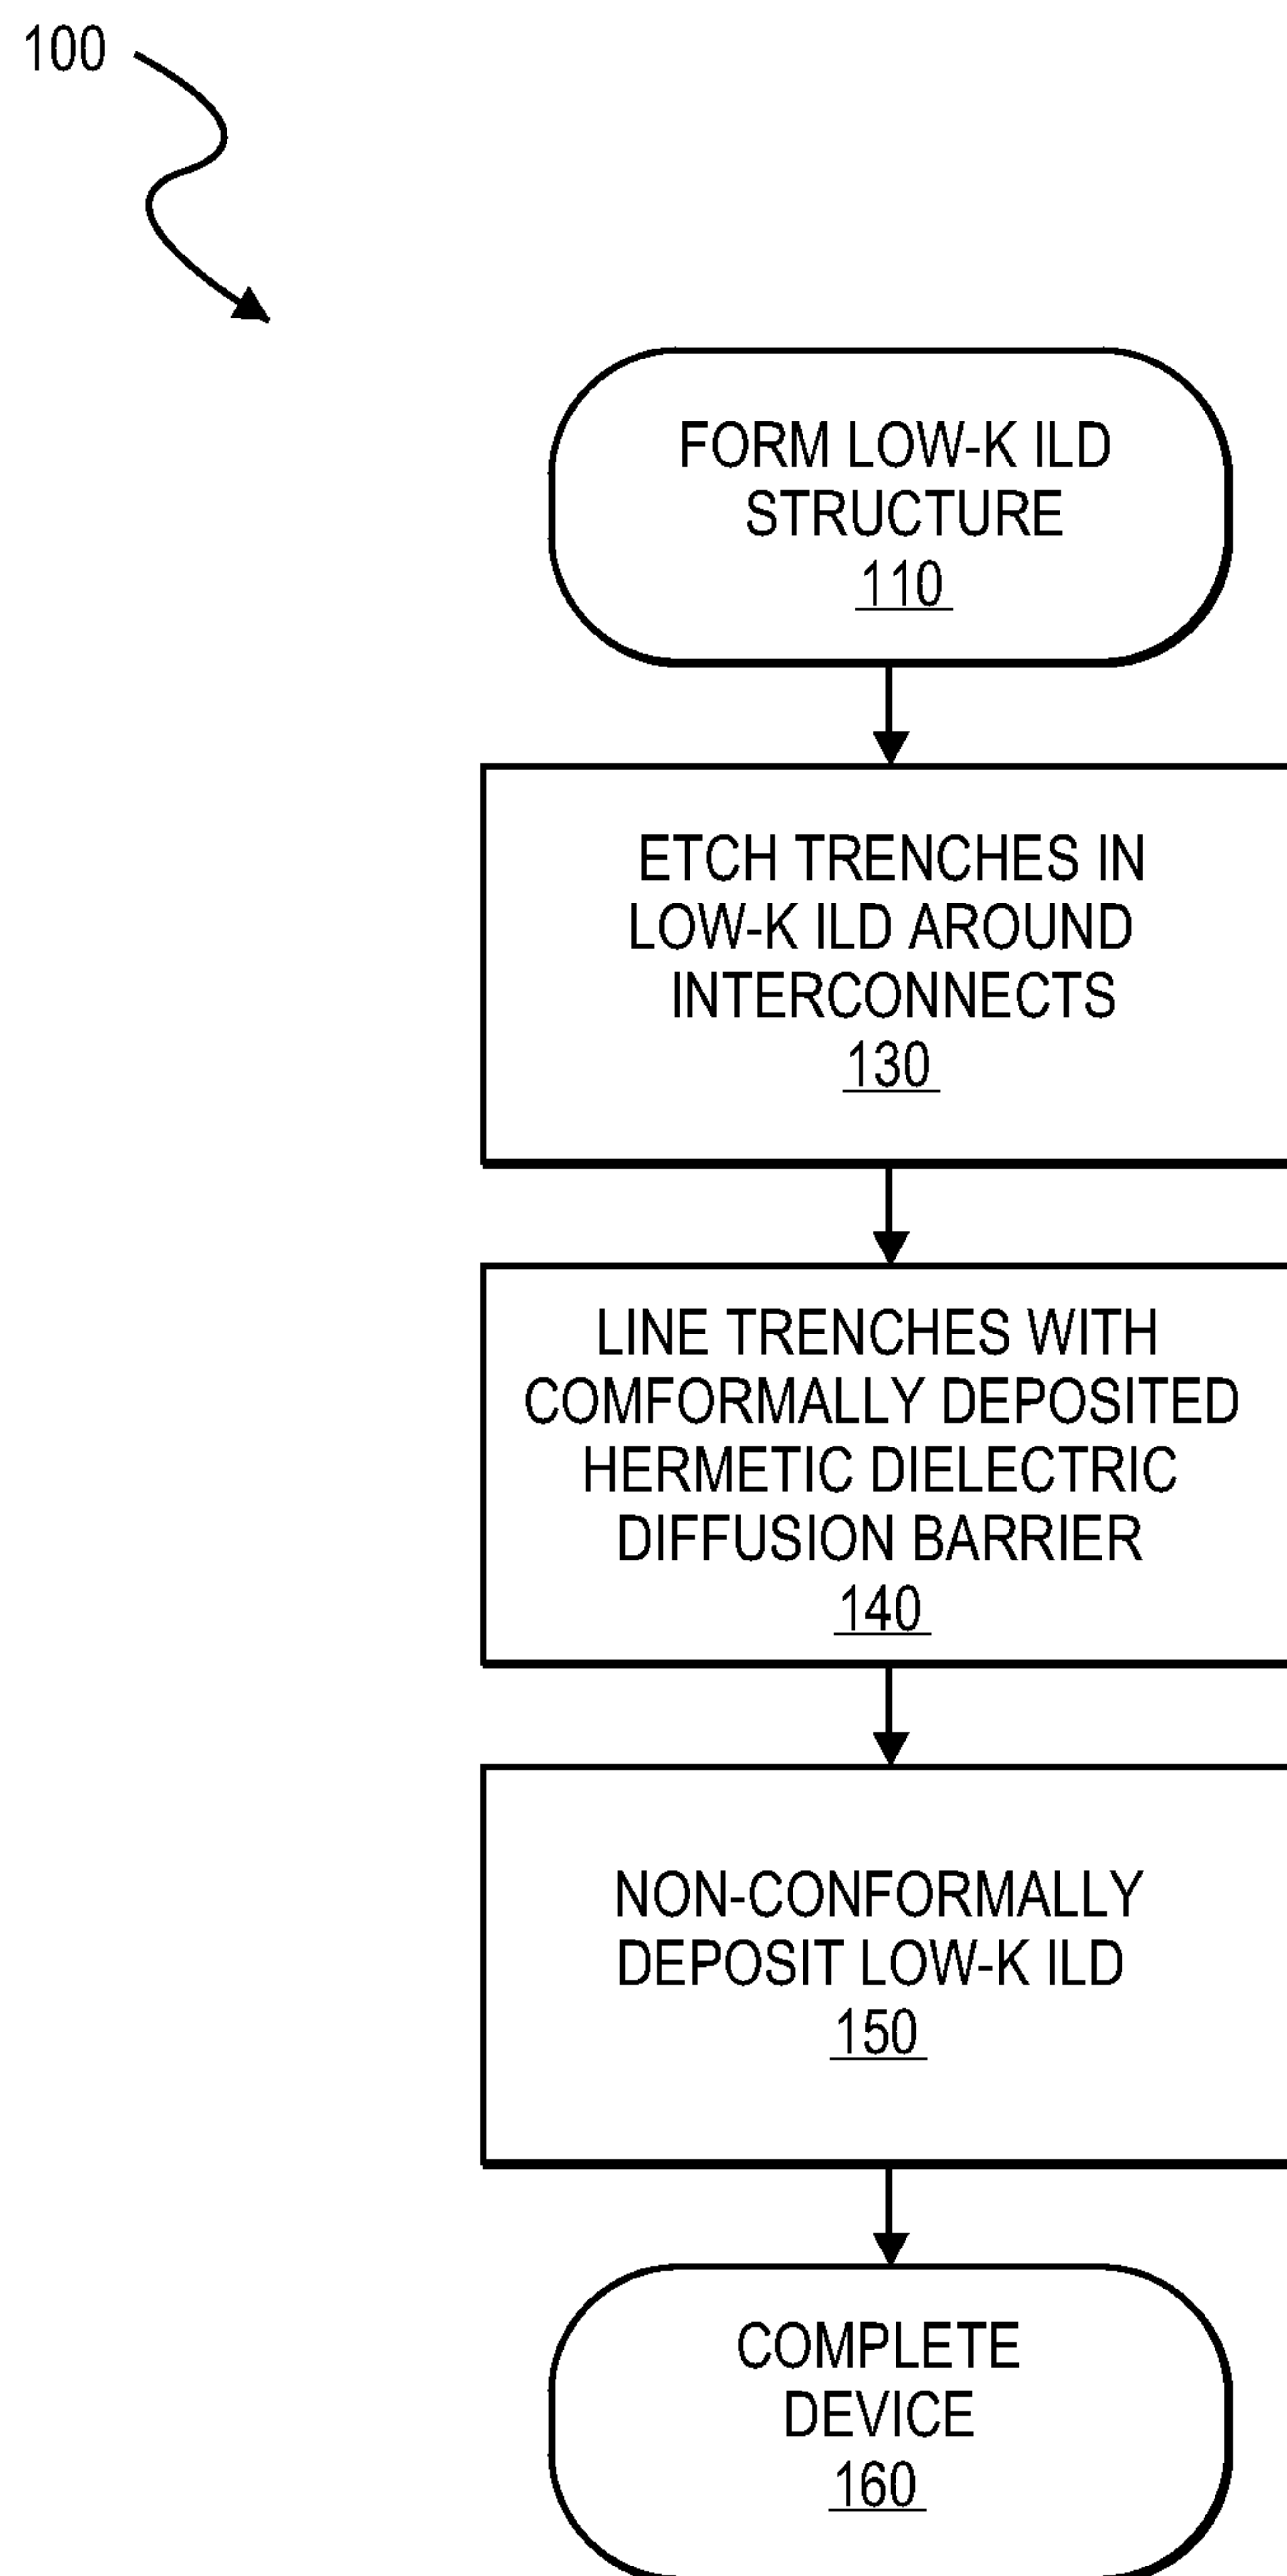 100
FORM LOW-K ILD
STRUCTURE
110
ETCH TRENCHES IN
LOW-K ILD AROUND
INTERCONNECTS
130
LINE TRENCHES WITH
COMFORMALLY DEPOSITED
HERMETIC DIELECTRIC
DIFFUSION BARRIER
140
NON-CONFORMALLY
DEPOSIT LOW-K ILD
150
COMPLETE
DEVICE
160